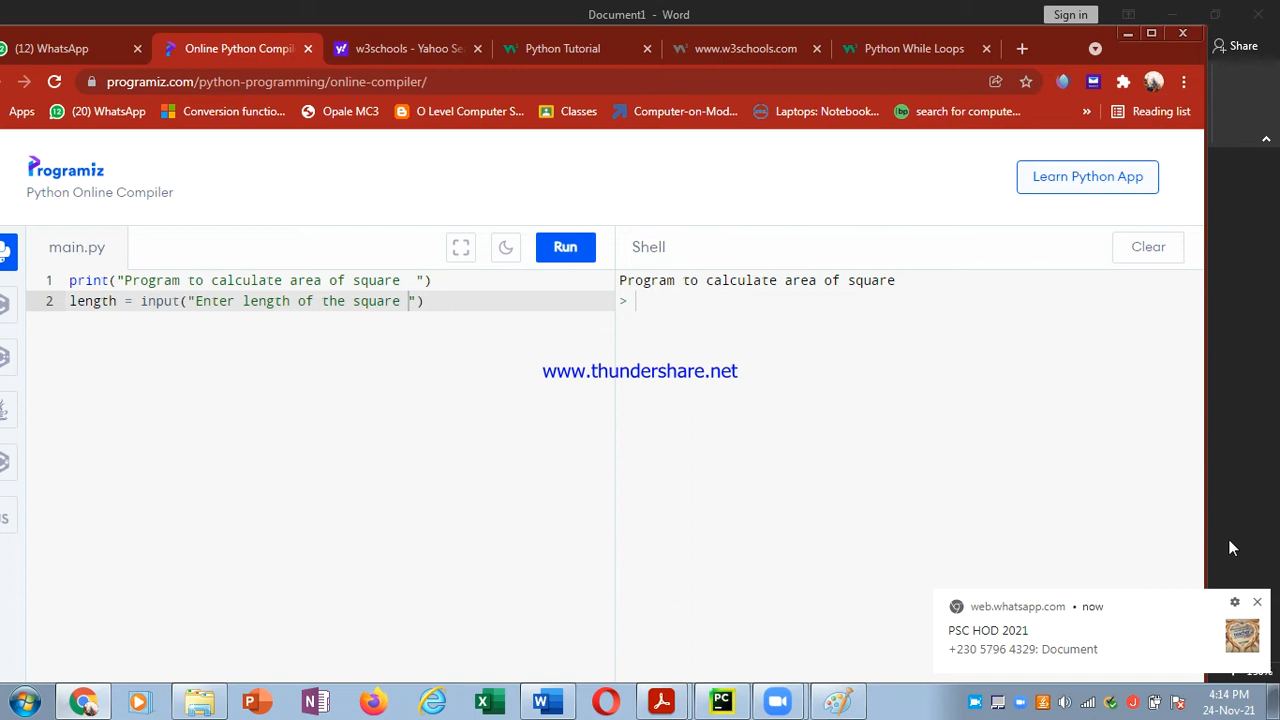 Document1 - Word
Sign in
Share
(12) WhatsApp
Online Python Compil
w3schools - Yahoo Se
Python Tutorial
www.w3schools.com
Python While Loops
programiz.com/python-programming/online-compiler/
Apps
(20) WhatsApp
Conversion functio...
Opale MC3
O Level Computer S...
Classes
Computer-on-Mod...
Laptops: Notebook...
search for compute...
»
Reading list
Programiz
Python Online Compiler
Learn Python App
main.py
Run
Shell
Clear
1 print("Program to calculate area of square  ")
2 length = input("Enter length of the square ")
Program to calculate area of square
>
www.thundershare.net
web.whatsapp.com • now
PSC HOD 2021
+230 5796 4329: Document
4:14 PM
24-Nov-21